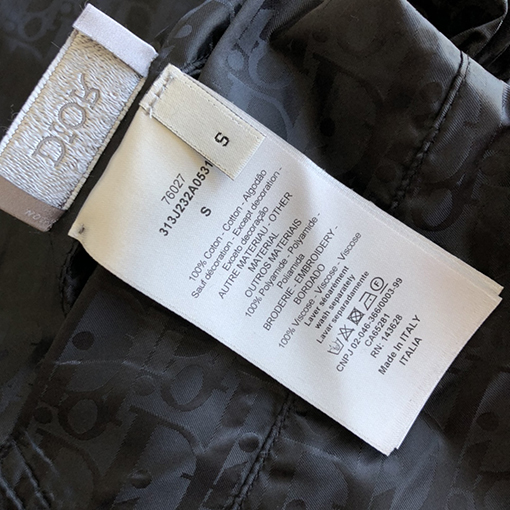 Dior
S
76027
313J232A0531
S
100% Coton - Cotton - Algodão
Sauf décoration - Except decoration -
Exceto decoração
AUTRE MATERIAU - OTHER
MATERIAL
OUTROS MATERIAIS
100% Polyamide - Polyamide -
Poliamida
BRODERIE - EMBROIDERY -
BORDADO
100% Viscose - Viscose - Viscose
Laver séparément
wash separately
Lavar separadamente
CNPJ 02-046-366/0003-99
CA65281
RN: 143628
Made in ITALY
ITALIA